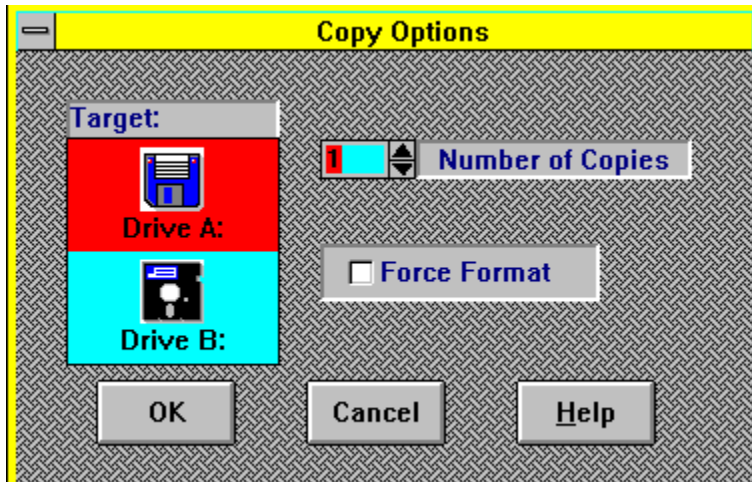 Copy Options
Target:
Drive A:
Drive B:
1 Number of Copies
Force Format
OK
Cancel
Help